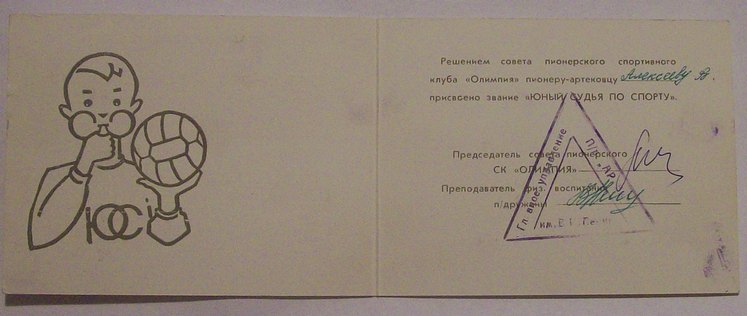 ЮС
Решением совета пионерского спортивного
клуба «Олимпия» пионеру-артековцу Алексееву В.
присвоено звание «ЮНЫЙ СУДЬЯ ПО СПОРТУ».
Председатель совета пионерского
СК «ОЛИМПИЯ»
Преподаватель физ. воспитания
п/дружины